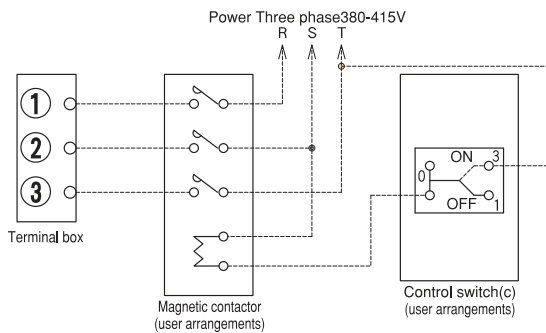 Power Three phase380-415V
R S T
1
2
3
Terminal box
Magnetic contactor
(user arrangements)
ON 3
0
OFF 1
Control switch(c)
(user arrangements)